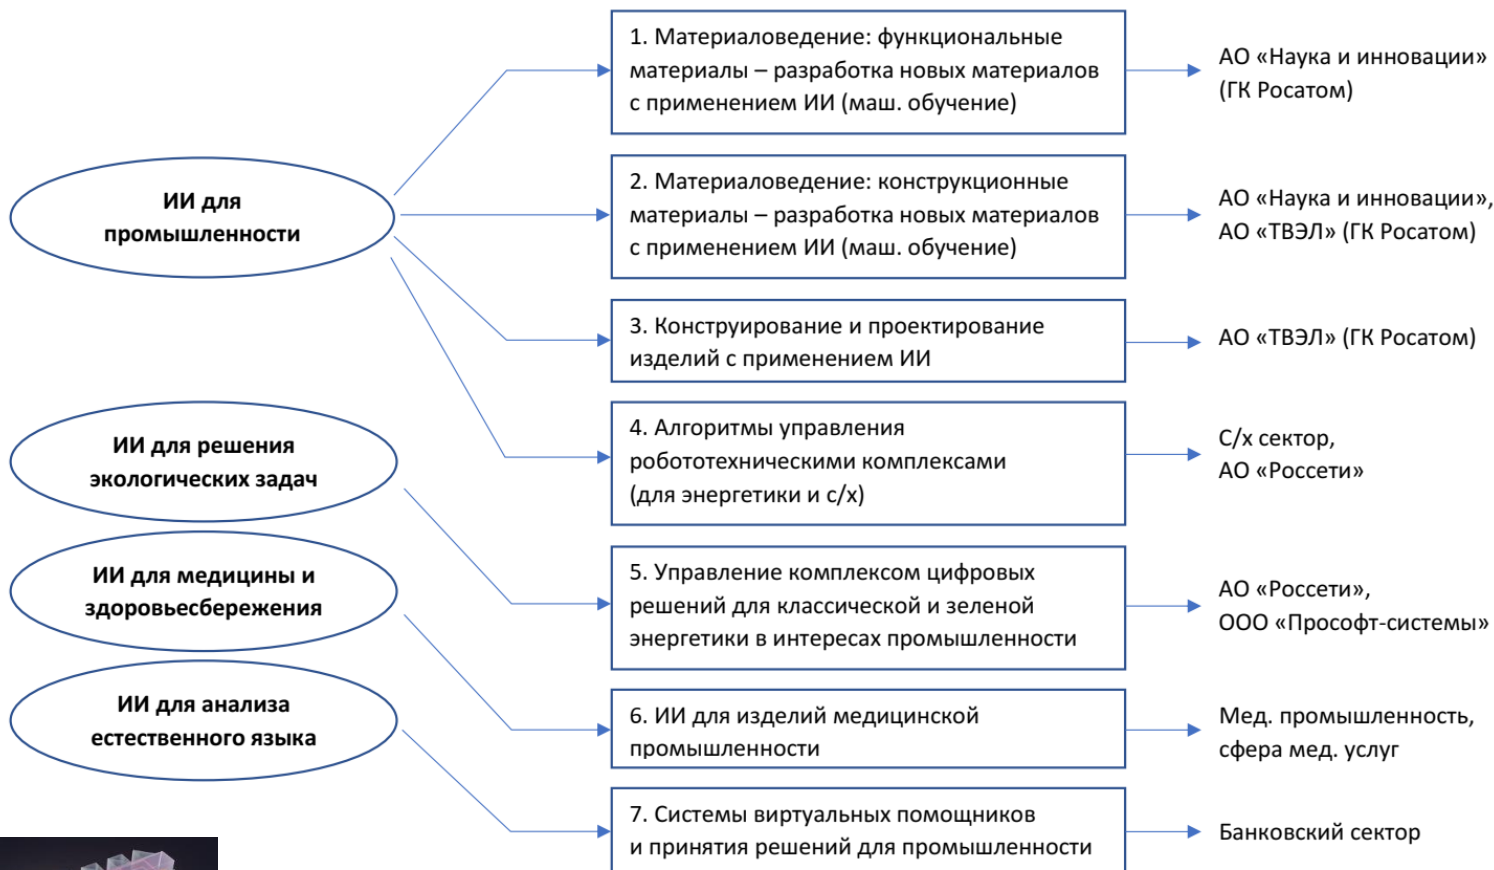 ИИ для
промышленности
ИИ для решения
экологических задач
ИИ для медицины и
здоровьесбережения
ИИ для анализа
естественного языка
1. Материаловедение: функциональные
материалы – разработка новых материалов
с применением ИИ (маш. обучение)
2. Материаловедение: конструкционные
материалы – разработка новых материалов
с применением ИИ (маш. обучение)
3. Конструирование и проектирование
изделий с применением ИИ
4. Алгоритмы управления
робототехническими комплексами
(для энергетики и с/х)
5. Управление комплексом цифровых
решений для классической и зеленой
энергетики в интересах промышленности
6. ИИ для изделий медицинской
промышленности
7. Системы виртуальных помощников
и принятия решений для промышленности
АО «Наука и инновации»
(ГК Росатом)
АО «Наука и инновации»,
АО «ТВЭЛ» (ГК Росатом)
АО «ТВЭЛ» (ГК Росатом)
С/х сектор,
АО «Россети»
АО «Россети»,
ООО «Прософт-системы»
Мед. промышленность,
сфера мед. услуг
Банковский сектор